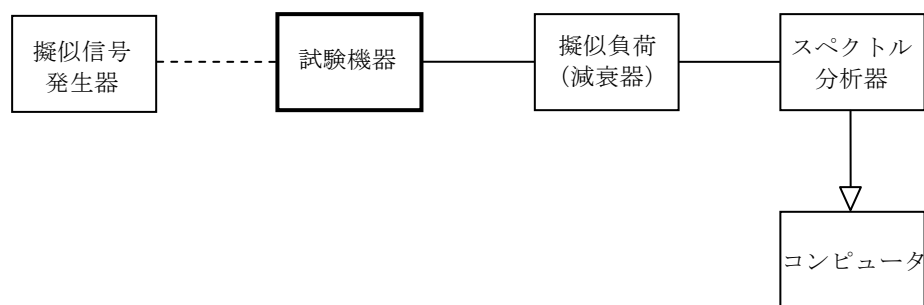 擬似信号
発生器
試験機器
擬似負荷
(減衰器)
スペクトル
分析器
コンピュータ